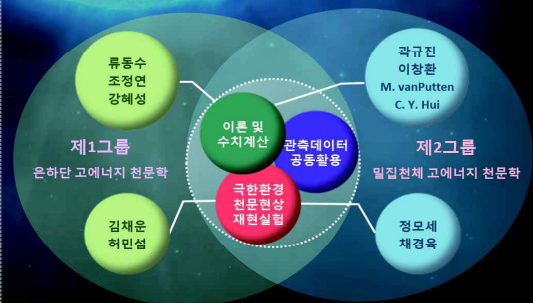 류동수
조정연
강혜성
곽규진
이창환
M. vanPutten
C. Y. Hui
이론 및
수치계산
관측데이터
공동활용
제1그룹
은하단 고에너지 천문학
제2그룹
밀집천체 고에너지 천문학
극한환경
천문현상
재현실험
김채운
허민섭
정모세
채경육